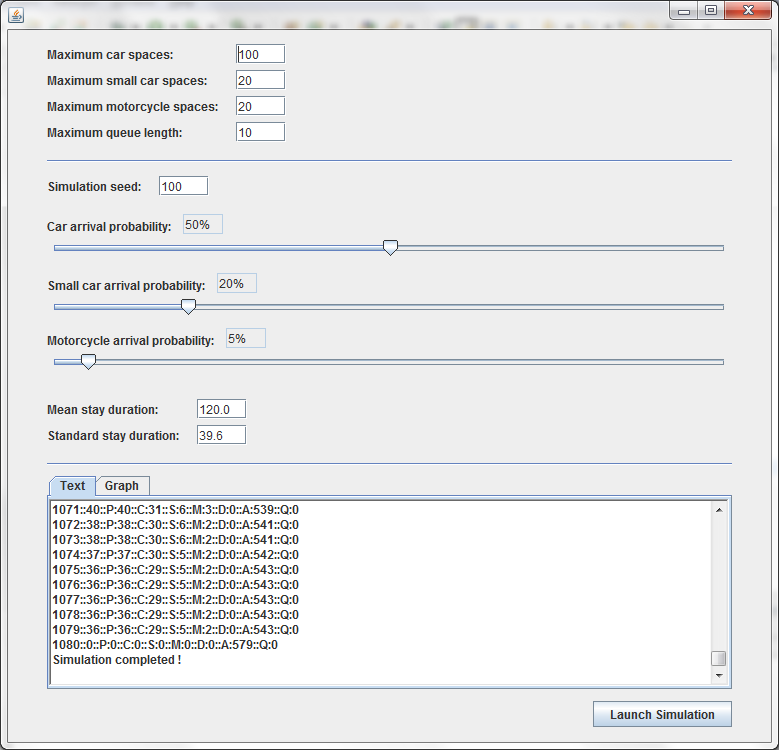 Maximum car spaces: 100
Maximum small car spaces: 20
Maximum motorcycle spaces: 20
Maximum queue length: 10
Simulation seed: 100
Car arrival probability: 50%
Small car arrival probability: 20%
Motorcycle arrival probability: 5%
Mean stay duration: 120.0
Standard stay duration: 39.6
Text Graph
1071::40::P:40::C:31::S:6::M:3::D:0::A:539::Q:0
1072::38::P:38::C:30::S:6::M:2::D:0::A:541::Q:0
1073::38::P:38::C:30::S:6::M:2::D:0::A:541::Q:0
1074::37::P:37::C:30::S:5::M:2::D:0::A:542::Q:0
1075::36::P:36::C:29::S:5::M:2::D:0::A:543::Q:0
1076::36::P:36::C:29::S:5::M:2::D:0::A:543::Q:0
1077::36::P:36::C:29::S:5::M:2::D:0::A:543::Q:0
1078::36::P:36::C:29::S:5::M:2::D:0::A:543::Q:0
1079::36::P:36::C:29::S:5::M:2::D:0::A:543::Q:0
1080::0::P:0::C:0::S:0::M:0::D:0::A:579::Q:0
Simulation completed !
Launch Simulation